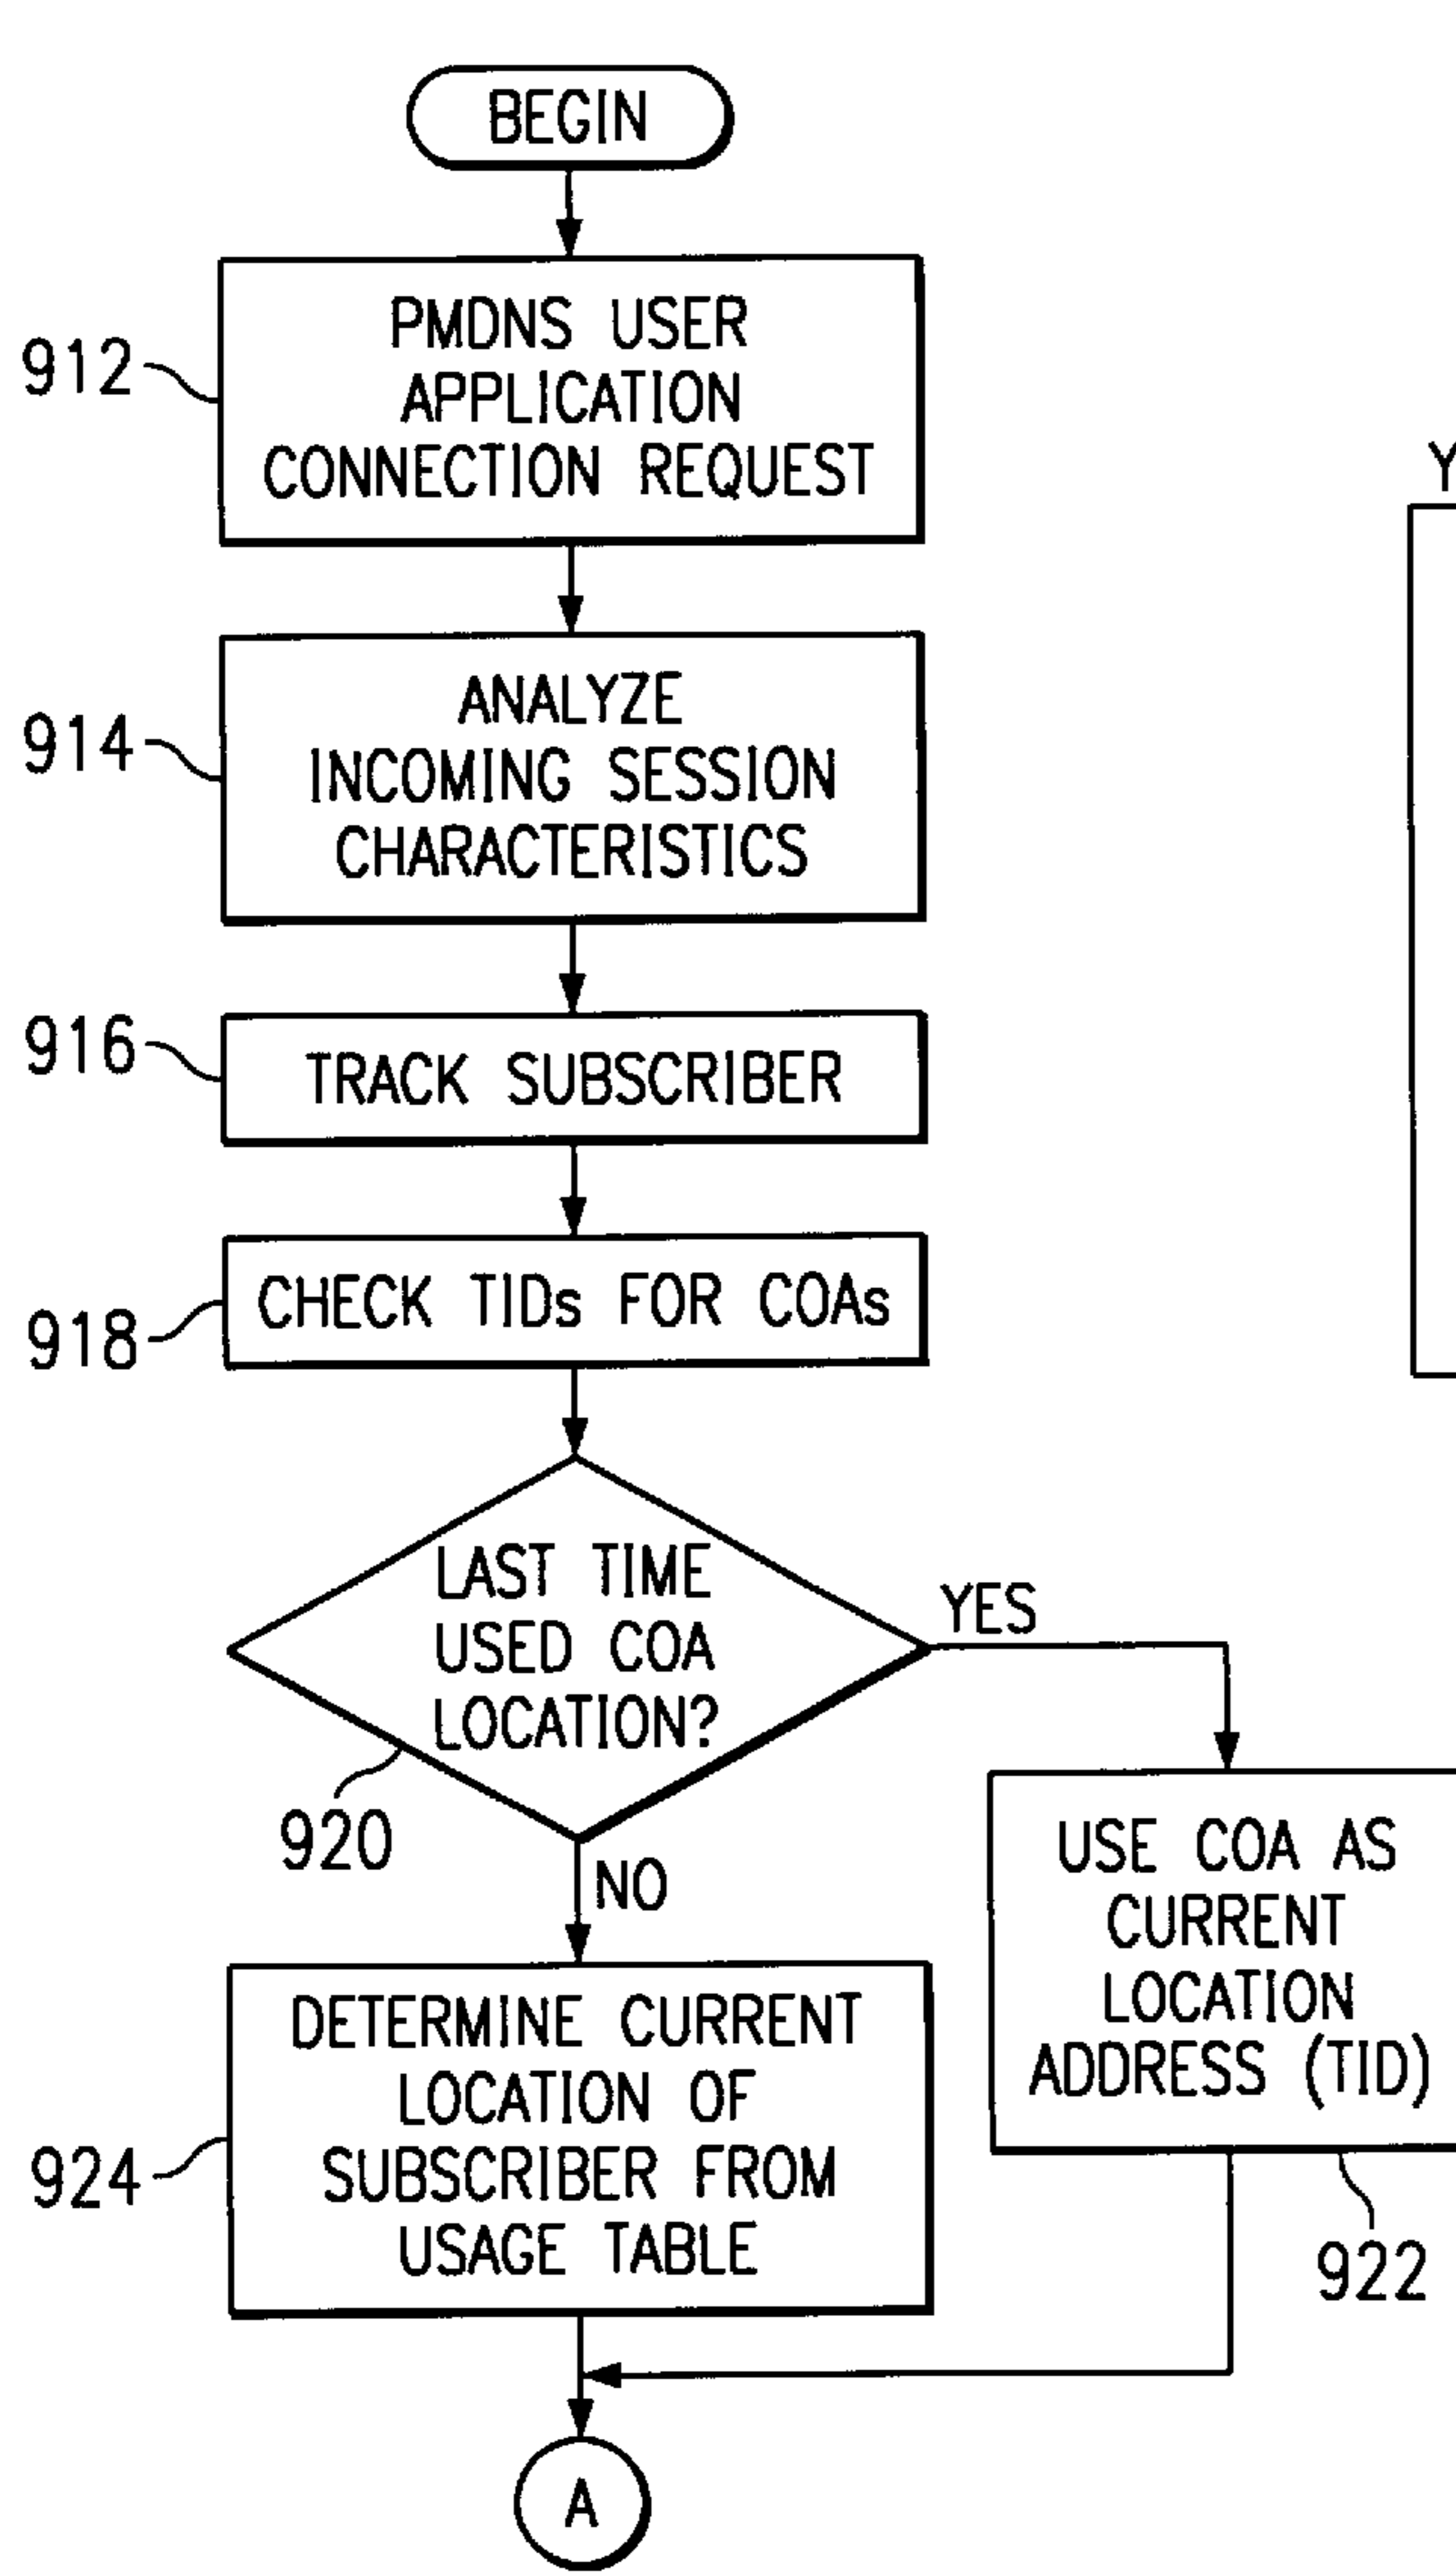 BEGIN
912
PMDNS USER
APPLICATION
CONNECTION REQUEST
914
ANALYZE
INCOMING SESSION
CHARACTERISTICS
916
TRACK SUBSCRIBER
918
CHECK TIDs FOR COAs
LAST TIME
USED COA
LOCATION?
920
YES
NO
USE COA AS
CURRENT
LOCATION
ADDRESS (TID)
922
924
DETERMINE CURRENT
LOCATION OF
SUBSCRIBER FROM
USAGE TABLE
A